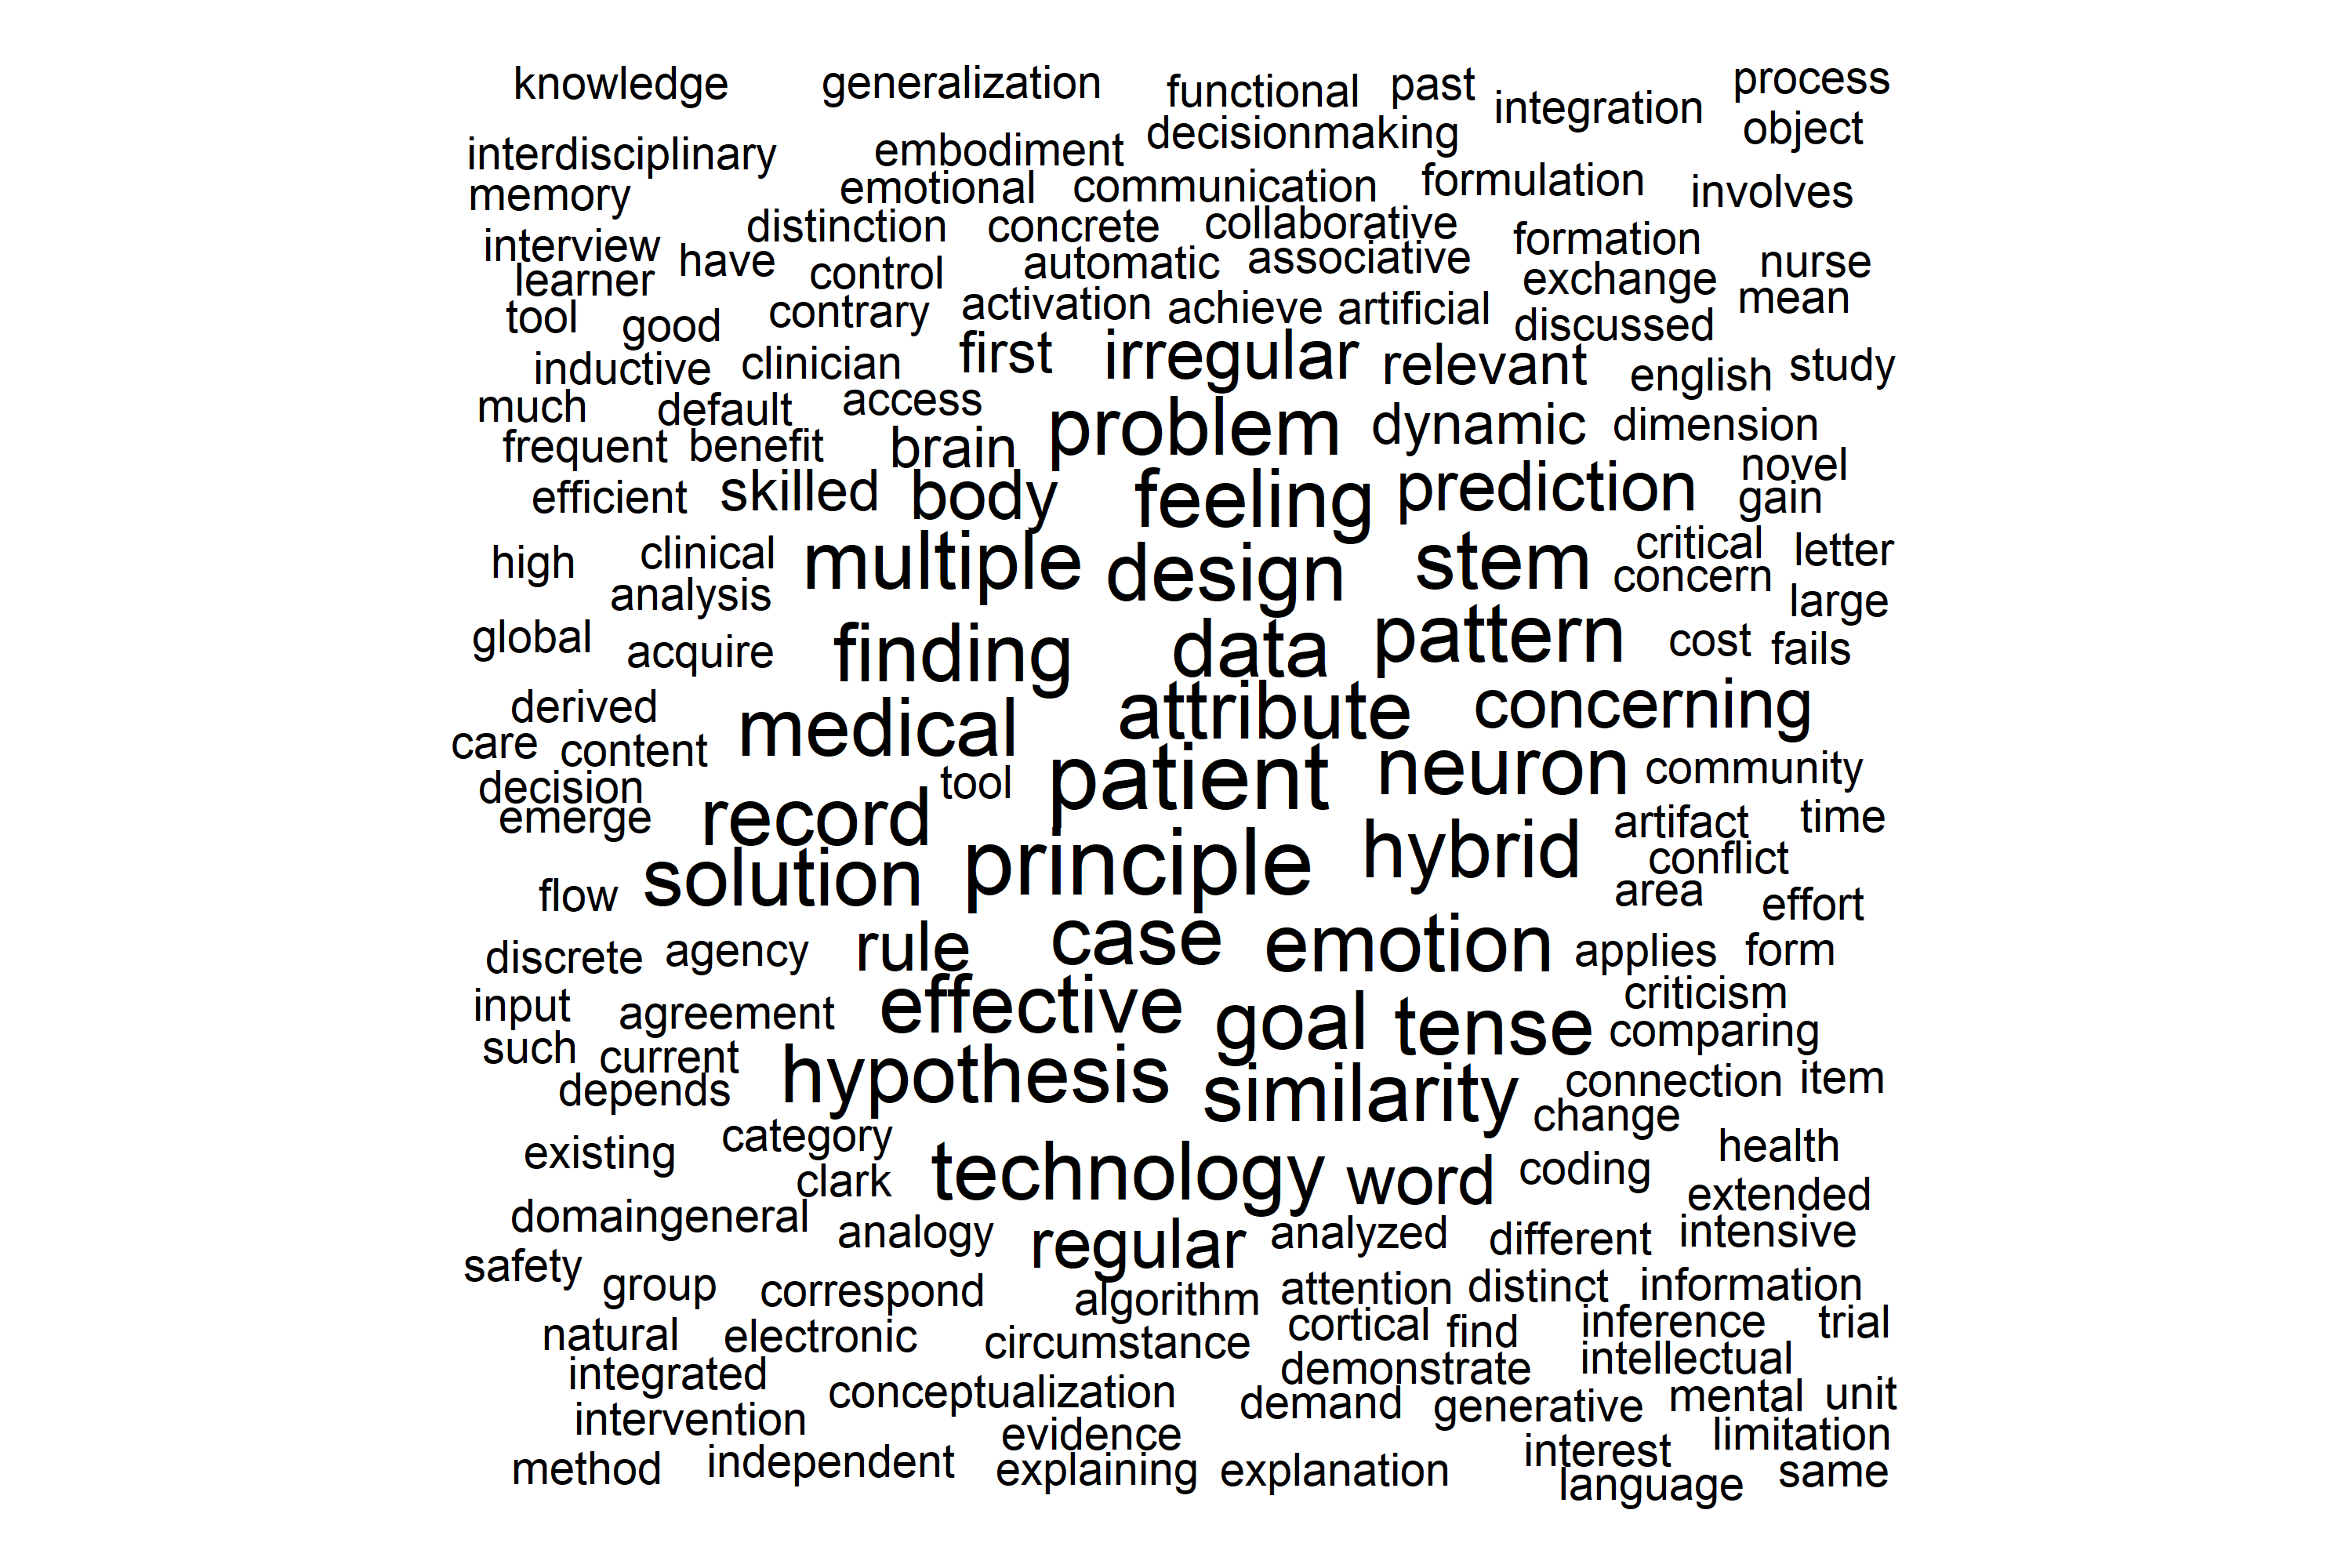 knowledge generalization functional past integration process
interdisciplinary embodiment decisionmaking object
memory emotional communication formulation involves
distinction concrete collaborative formation
interview have control automatic associative exchange nurse
learner contrary activation achieve artificial discussed mean
tool good first irregular relevant english study
inductive clinician
much default access problem dynamic dimension
frequent benefit brain novel
efficient skilled body feeling prediction gain
high clinical multiple design stem critical letter
analysis concern large
global acquire finding data pattern cost fails
derived medical attribute concerning
care content patient neuron community
decision tool
emerge record artifact time
solution principle hybrid conflict
flow area effort
discrete agency rule case emotion applies form
input agreement effective goal tense criticism
such current comparing
depends hypothesis similarity connection item
change
existing category technology word coding health
clark extended
domaingeneral analogy regular analyzed different intensive
safety group correspond algorithm attention distinct information
natural electronic circumstance cortical find inference trial
integrated demonstrate intellectual
conceptualization demand generative mental unit
intervention evidence limitation
method independent explaining explanation interest
language same